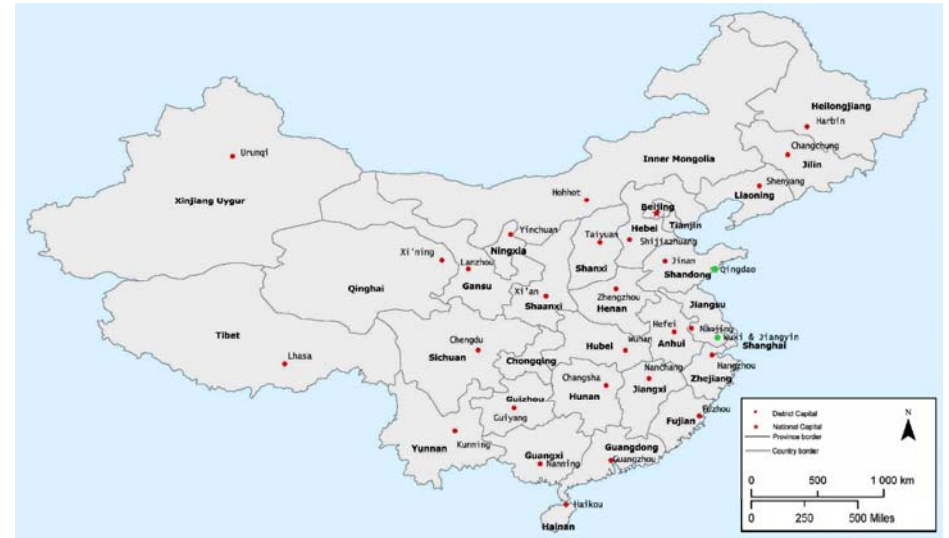 Heilongjiang
Harbin
Changchung
Jilin
Urunqi
Inner Mongolia
Shenyang
Liaoning
Hohhot
Xinjiang Uygur
Beijing
Tianjin
Hebei
Yinchuan
Taiyuan
Shijiazhuang
Ningxia
Xi'ning
Lanzhou
Jinan
Qingdao
Shanxi
Shandong
Qinghai
Gansu
Xi'an
Zhengzhou
Shaanxi
Henan
Jiangsu
Tibet
Hefei
Nanjing
Wuxi & Jiangyin
Chengdu
Wuhan
Anhui
Shanghai
Hubei
Lhasa
Sichuan
Chongqing
Nanchang
Hangzhou
Zhejiang
Changsha
Jiangxi
Guizhou
Hunan
Guiyang
Fuzhou
Fujian
Kunming
Yunnan
Guangdong
Guangxi
Guangzhou
Nanning
Haikou
Hainan
District Capital
National Capital
Province border
Country border
N
0 500 1 000 km
0 250 500 Miles